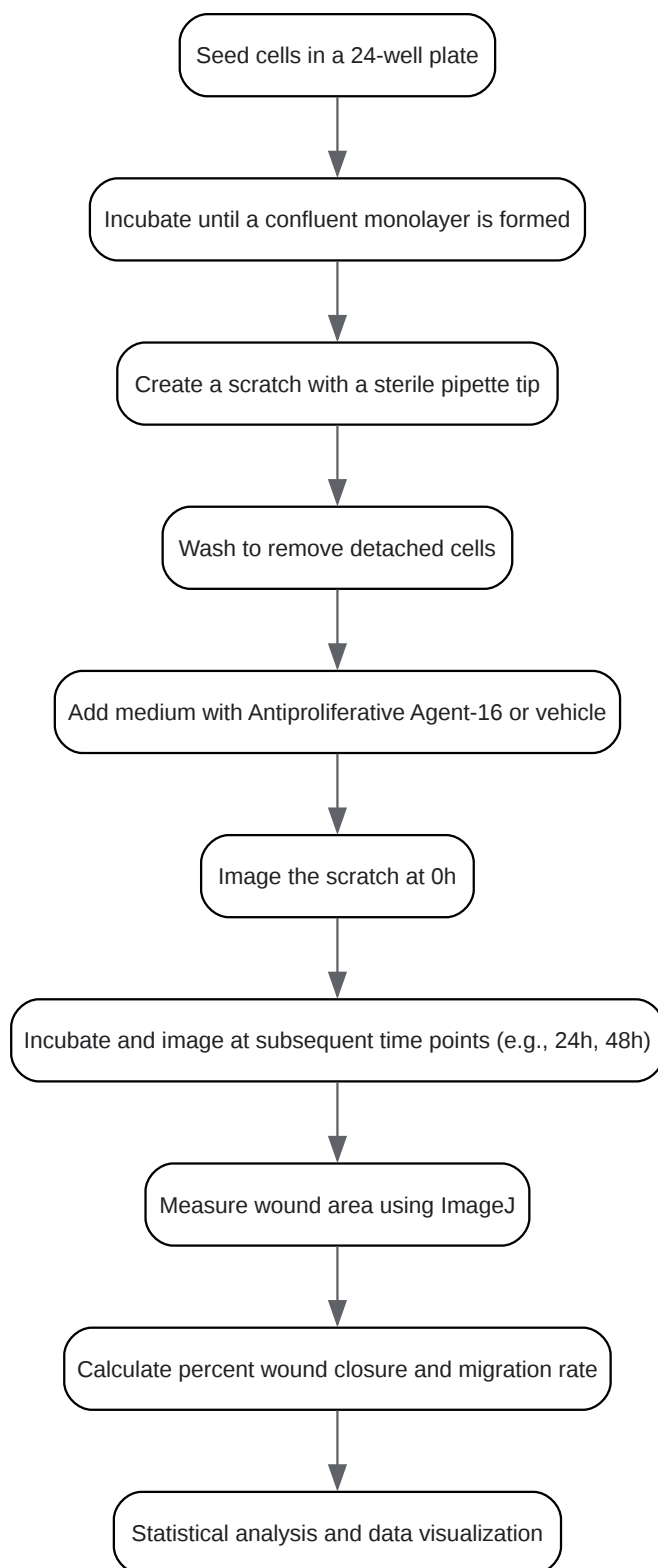 Seed cells in a 24-well plate
Incubate until a confluent monolayer is formed
Create a scratch with a sterile pipette tip
Wash to remove detached cells
Add medium with Antiproliferative Agent-16 or vehicle
Image the scratch at 0h
Incubate and image at subsequent time points (e.g., 24h, 48h)
Measure wound area using ImageJ
Calculate percent wound closure and migration rate
Statistical analysis and data visualization